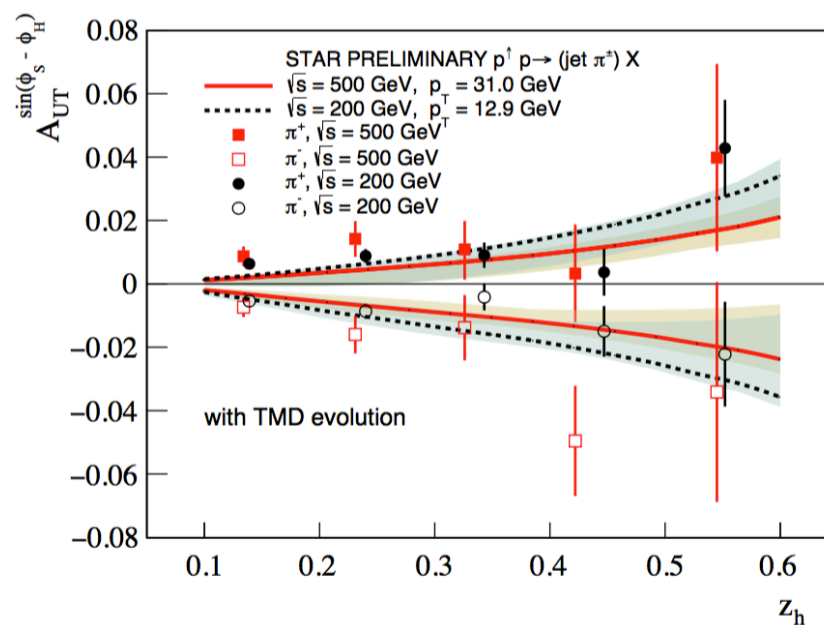 A_UT^sin(ϕ_S - ϕ_H)
0.08
0.06
0.04
0.02
0
−0.02
−0.04
−0.06
−0.08
STAR PRELIMINARY p↑ p→ (jet π±) X
√s = 500 GeV, p_T = 31.0 GeV
√s = 200 GeV, p_T = 12.9 GeV
π+, √s = 500 GeV
π-, √s = 500 GeV
π+, √s = 200 GeV
π-, √s = 200 GeV
with TMD evolution
0.1 0.2 0.3 0.4 0.5 0.6
z_h